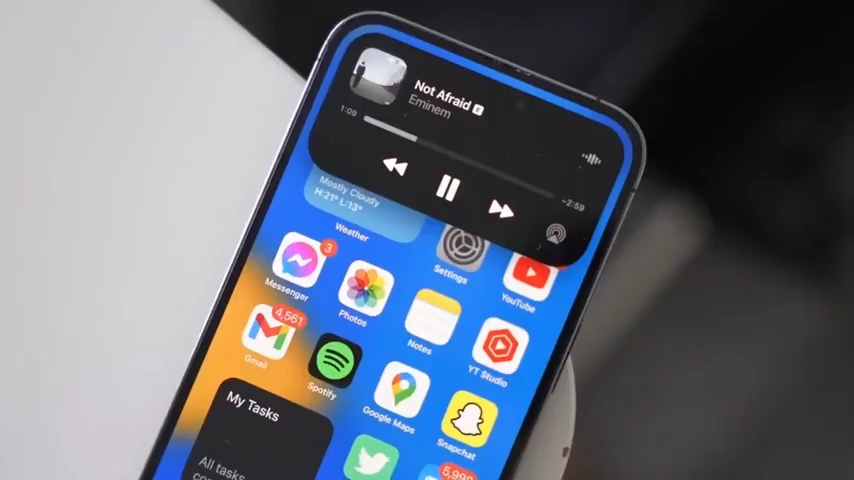 Not Afraid E
Eminem
1:09
-2:59
Mostly Cloudy
H:21° L:13°
Weather
Settings
YouTube
3
Messenger
Photos
Notes
YT Studio
4,561
Gmail
Spotify
Google Maps
Snapchat
My Tasks
All tasks
5,998